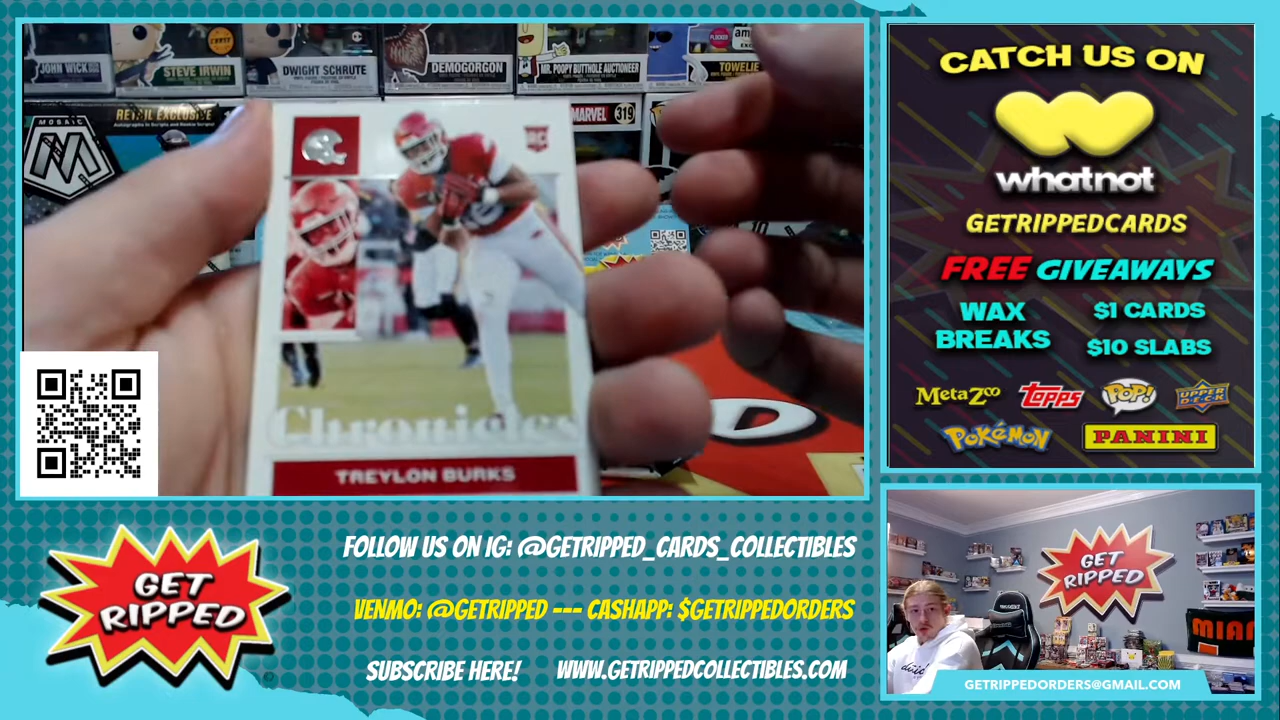 JOHN WICK
STEVE IRWIN
DWIGHT SCHRUTE
DEMOGORGON
MR. POOPY BUTTHOLE AUCTIONEER
TOWELIE
MOSAIC
RETAIL EXCLUSIVE
MARVEL
319
RC
Chronicles
TREYLON BURKS
CATCH US ON
whatnot
GETRIPPEDCARDS
FREE GIVEAWAYS
WAX BREAKS
$1 CARDS
$10 SLABS
MetaZoo
Topps
POP!
UPPER DECK
POKéMON
PANINI
GET
RIPPED
FOLLOW US ON IG: @GETRIPPED_CARDS_COLLECTIBLES
VENMO: @GETRIPPED --- CASHAPP: $GETRIPPEDORDERS
SUBSCRIBE HERE!
WWW.GETRIPPEDCOLLECTIBLES.COM
GET
RIPPED
MIAM
GETRIPPEDORDERS@GMAIL.COM